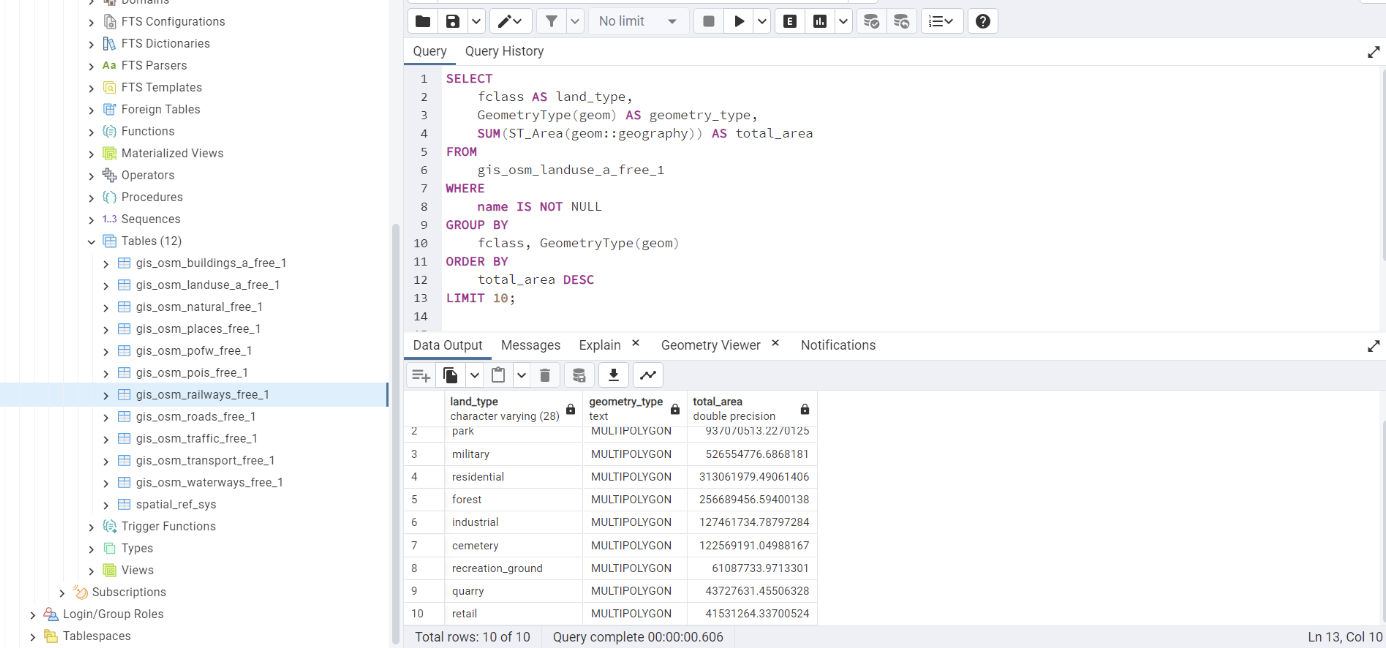 Domains
FTS Configurations
FTS Dictionaries
Aa FTS Parsers
FTS Templates
Foreign Tables
Functions
Materialized Views
Operators
Procedures
1..3 Sequences
Tables (12)
gis_osm_buildings_a_free_1
gis_osm_landuse_a_free_1
gis_osm_natural_free_1
gis_osm_places_free_1
gis_osm_pofw_free_1
gis_osm_pois_free_1
gis_osm_railways_free_1
gis_osm_roads_free_1
gis_osm_traffic_free_1
gis_osm_transport_free_1
gis_osm_waterways_free_1
spatial_ref_sys
Trigger Functions
Types
Views
Subscriptions
Login/Group Roles
Tablespaces
No limit
E
Query Query History
1 SELECT
2 fclass AS land_type,
3 GeometryType(geom) AS geometry_type,
4 SUM(ST_Area(geom::geography)) AS total_area
5 FROM
6 gis_osm_landuse_a_free_1
7 WHERE
8 name IS NOT NULL
9 GROUP BY
10 fclass, GeometryType(geom)
11 ORDER BY
12 total_area DESC
13 LIMIT 10;
14
Data Output Messages Explain × Geometry Viewer × Notifications
land_type geometry_type total_area
character varying (28) text double precision
2 park MULTIPOLYGON 937070513.2270125
3 military MULTIPOLYGON 526554776.6868181
4 residential MULTIPOLYGON 313061979.49061406
5 forest MULTIPOLYGON 256689456.59400138
6 industrial MULTIPOLYGON 127461734.78797284
7 cemetery MULTIPOLYGON 122569191.04988167
8 recreation_ground MULTIPOLYGON 61087733.9713301
9 quarry MULTIPOLYGON 43727631.45506328
10 retail MULTIPOLYGON 41531264.33700524
Total rows: 10 of 10 Query complete 00:00:00.606 Ln 13, Col 10